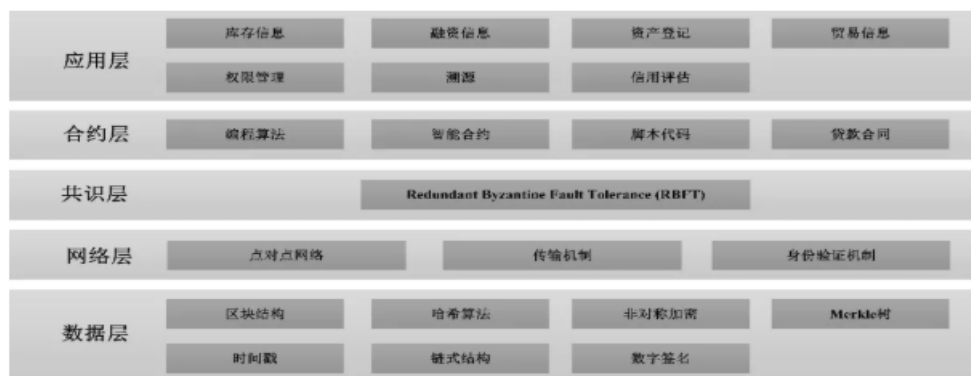 应用层
库存信息 融资信息 资产登记 贸易信息
权限管理 溯源 信用评估
合约层
编程算法 智能合约 脚本代码 贷款合同
共识层
Redundant Byzantine Fault Tolerance (RBFT)
网络层
点对点网络 传输机制 身份验证机制
数据层
区块结构 哈希算法 非对称加密 Merkle树
时间戳 链式结构 数字签名